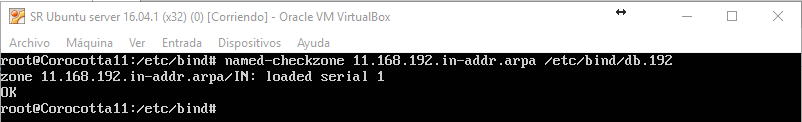 SR Ubuntu server 16.04.1 (x32) (0) [Corriendo] - Oracle VM VirtualBox
Archivo Máquina Ver Entrada Dispositivos Ayuda
root@Corocotta11:/etc/bind# named-checkzone 11.168.192.in-addr.arpa /etc/bind/db.192
zone 11.168.192.in-addr.arpa/IN: loaded serial 1
OK
root@Corocotta11:/etc/bind#